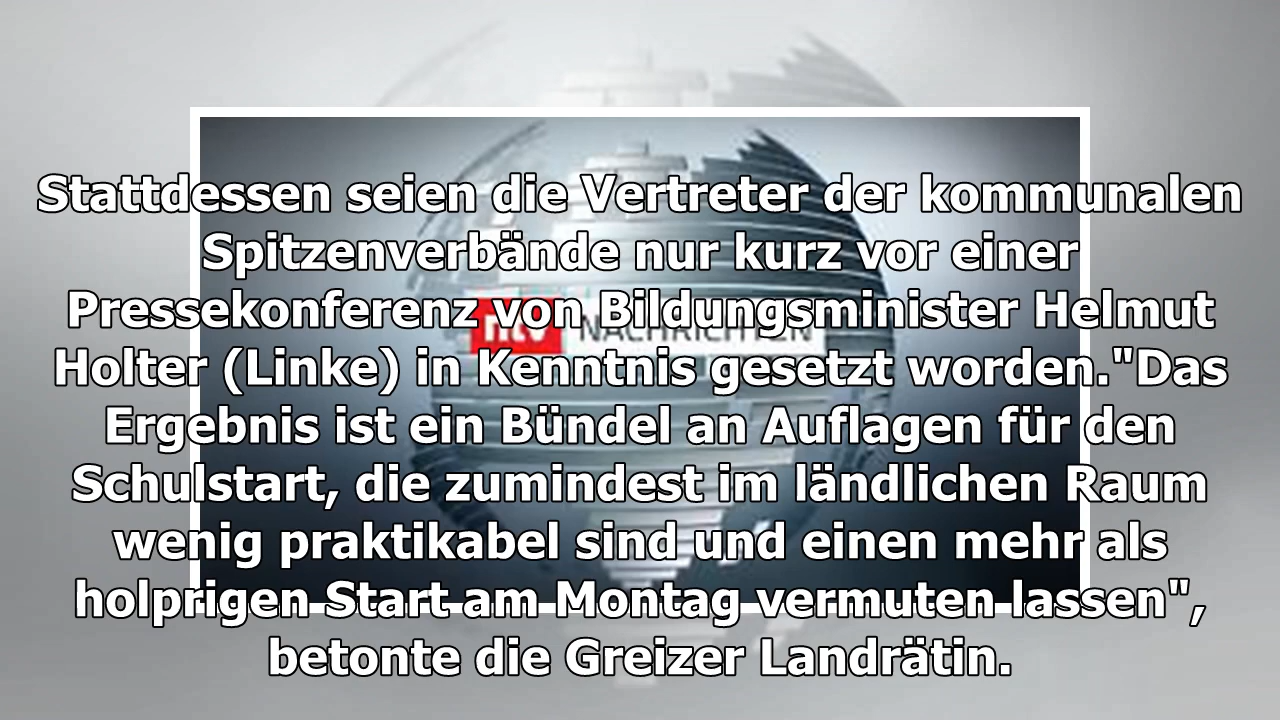 Stattdessen seien die Vertreter der kommunalen
Spitzenverbände nur kurz vor einer
Pressekonferenz von Bildungsminister Helmut
Holter (Linke) in Kenntnis gesetzt worden."Das
Ergebnis ist ein Bündel an Auflagen für den
Schulstart, die zumindest im ländlichen Raum
wenig praktikabel sind und einen mehr als
holprigen Start am Montag vermuten lassen",
betonte die Greizer Landrätin.
ntv NACHRICHTEN